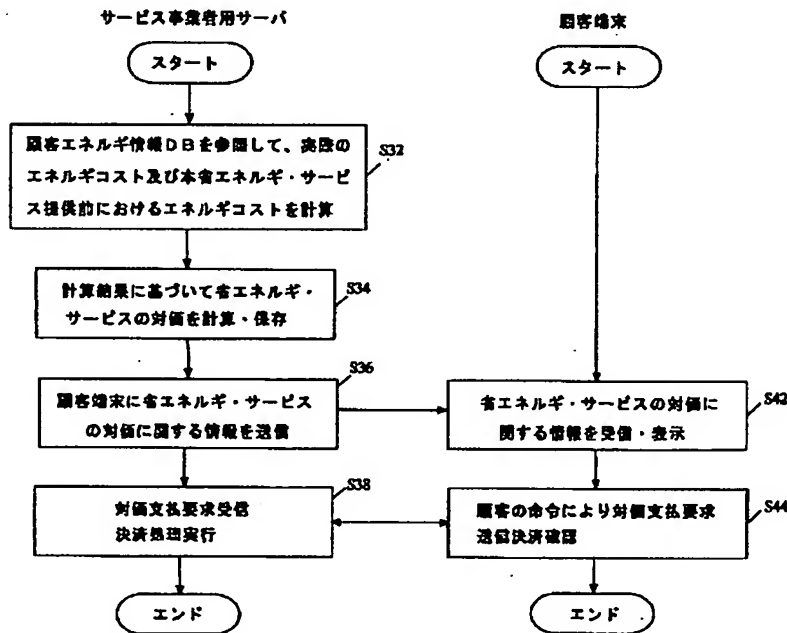 サービス事業者用サーバ
顧客端末
スタート
スタート
顧客エネルギ情報DBを参照して、実際の
エネルギコスト及び本省エネルギ・サービ
ス提供前におけるエネルギコストを計算
S32
計算結果に基づいて省エネルギ・
サービスの対価を計算・保存
S34
顧客端末に省エネルギ・サービス
の対価に関する情報を送信
S36
省エネルギ・サービスの対価に
関する情報を受信・表示
S42
対価支払要求受信
決済処理実行
S38
顧客の命令により対価支払要求
送信決済確認
S44
エンド
エンド